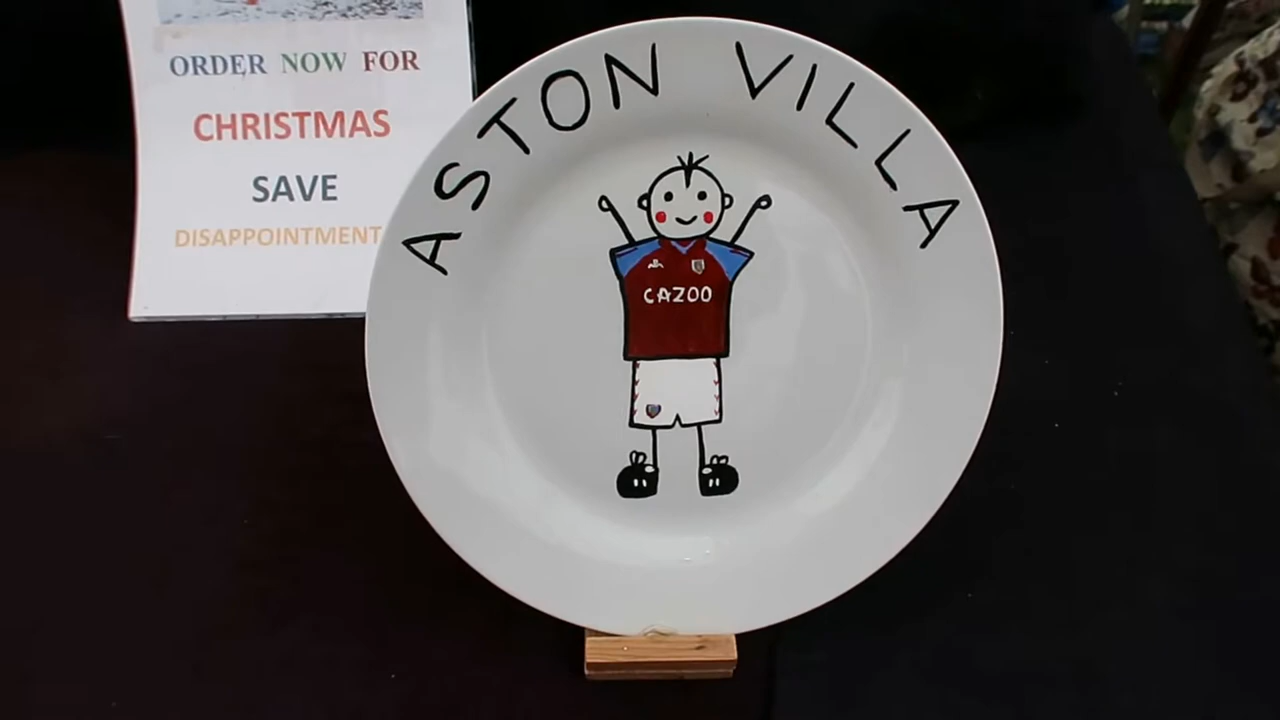 ORDER NOW FOR
CHRISTMAS
SAVE
DISAPPOINTMENT
ASTON VILLA
CAZOO